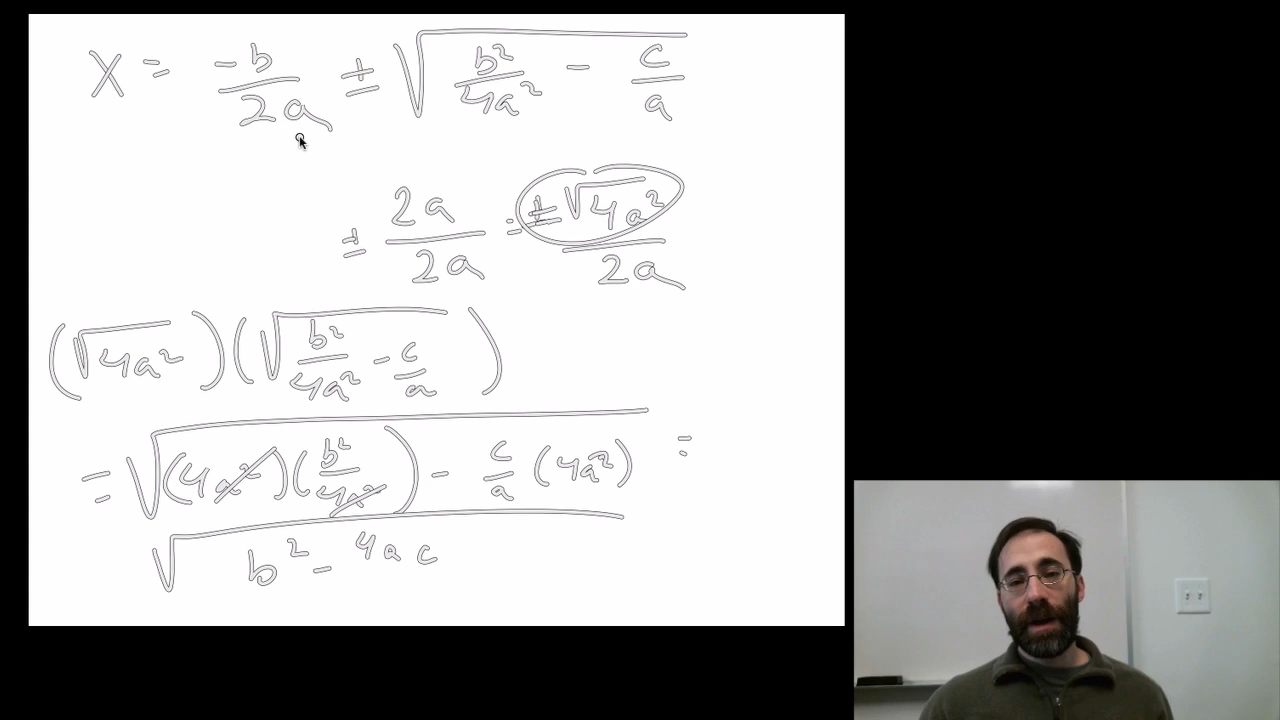 x = -b/2a ± √(b²/4a² - c/a)
± 2a/2a = ±√(4a²)/2a
(√(4a²))(√(b²/4a² - c/a))
= √((4a²)(b²/4a²) - c/a (4a²)) =
√(b² - 4ac)